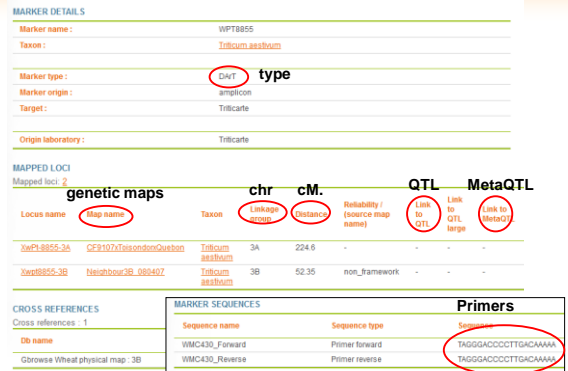 MARKER DETAILS
Marker name : WPT8855
Taxon : Triticum aestivum
Marker type : DArT type
Marker origin : amplicon
Target : Triticarte
Origin laboratory : Triticarte
MAPPED LOCI
Mapped loci: 2
genetic maps chr cM. QTL MetaQTL
Locus name Map name Taxon Linkage group Distance Reliability / (source map name) Link to QTL Link to QTL large Link to MetaQTL
XwPt-8855-3A CF9107xToisondorxQuebon Triticum aestivum 3A 224.6 - - - -
Xwpt8855-3B Neighbour3B_080407 Triticum aestivum 3B 52.35 non_framework - - -
CROSS REFERENCES
Cross references : 1
Db name
Gbrowse Wheat physical map : 3B
MARKER SEQUENCES
Primers
Sequence name Sequence type Sequence
WMC430_Forward Primer forward TAGGGACCCCTTGACAAAAA
WMC430_Reverse Primer reverse TAGGGACCCCTTGACAAAAA